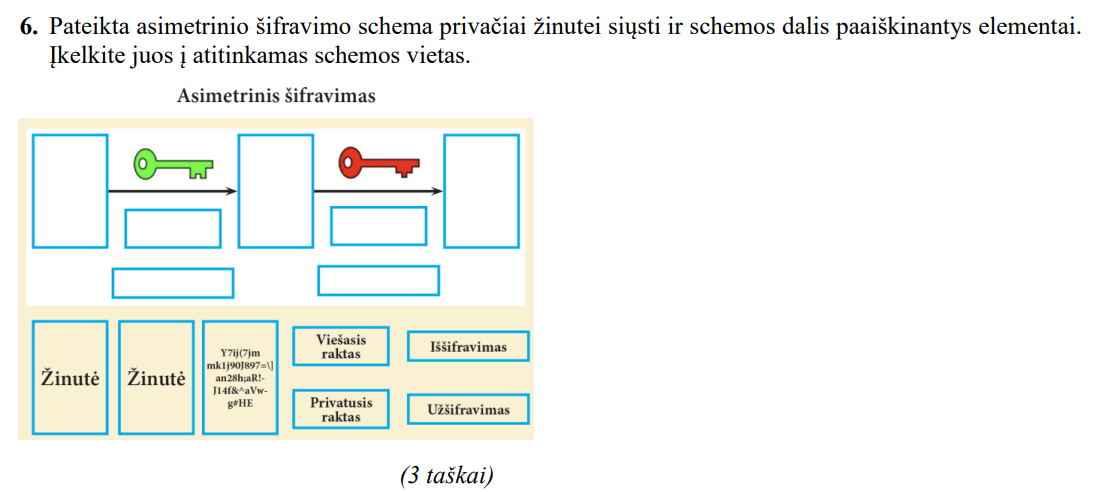 6. Pateikta asimetrinio šifravimo schema privačiai žinutei siųsti ir schemos dalis paaiškinantys elementai.
Įkelkite juos į atitinkamas schemos vietas.
Asimetrinis šifravimas
Žinutė
Žinutė
Y7ij(7jm
mk1j90J897=\]
an28h;aR!-
J14f&^aVw-
g#HE
Viešasis
raktas
Privatusis
raktas
Iššifravimas
Užšifravimas
(3 taškai)